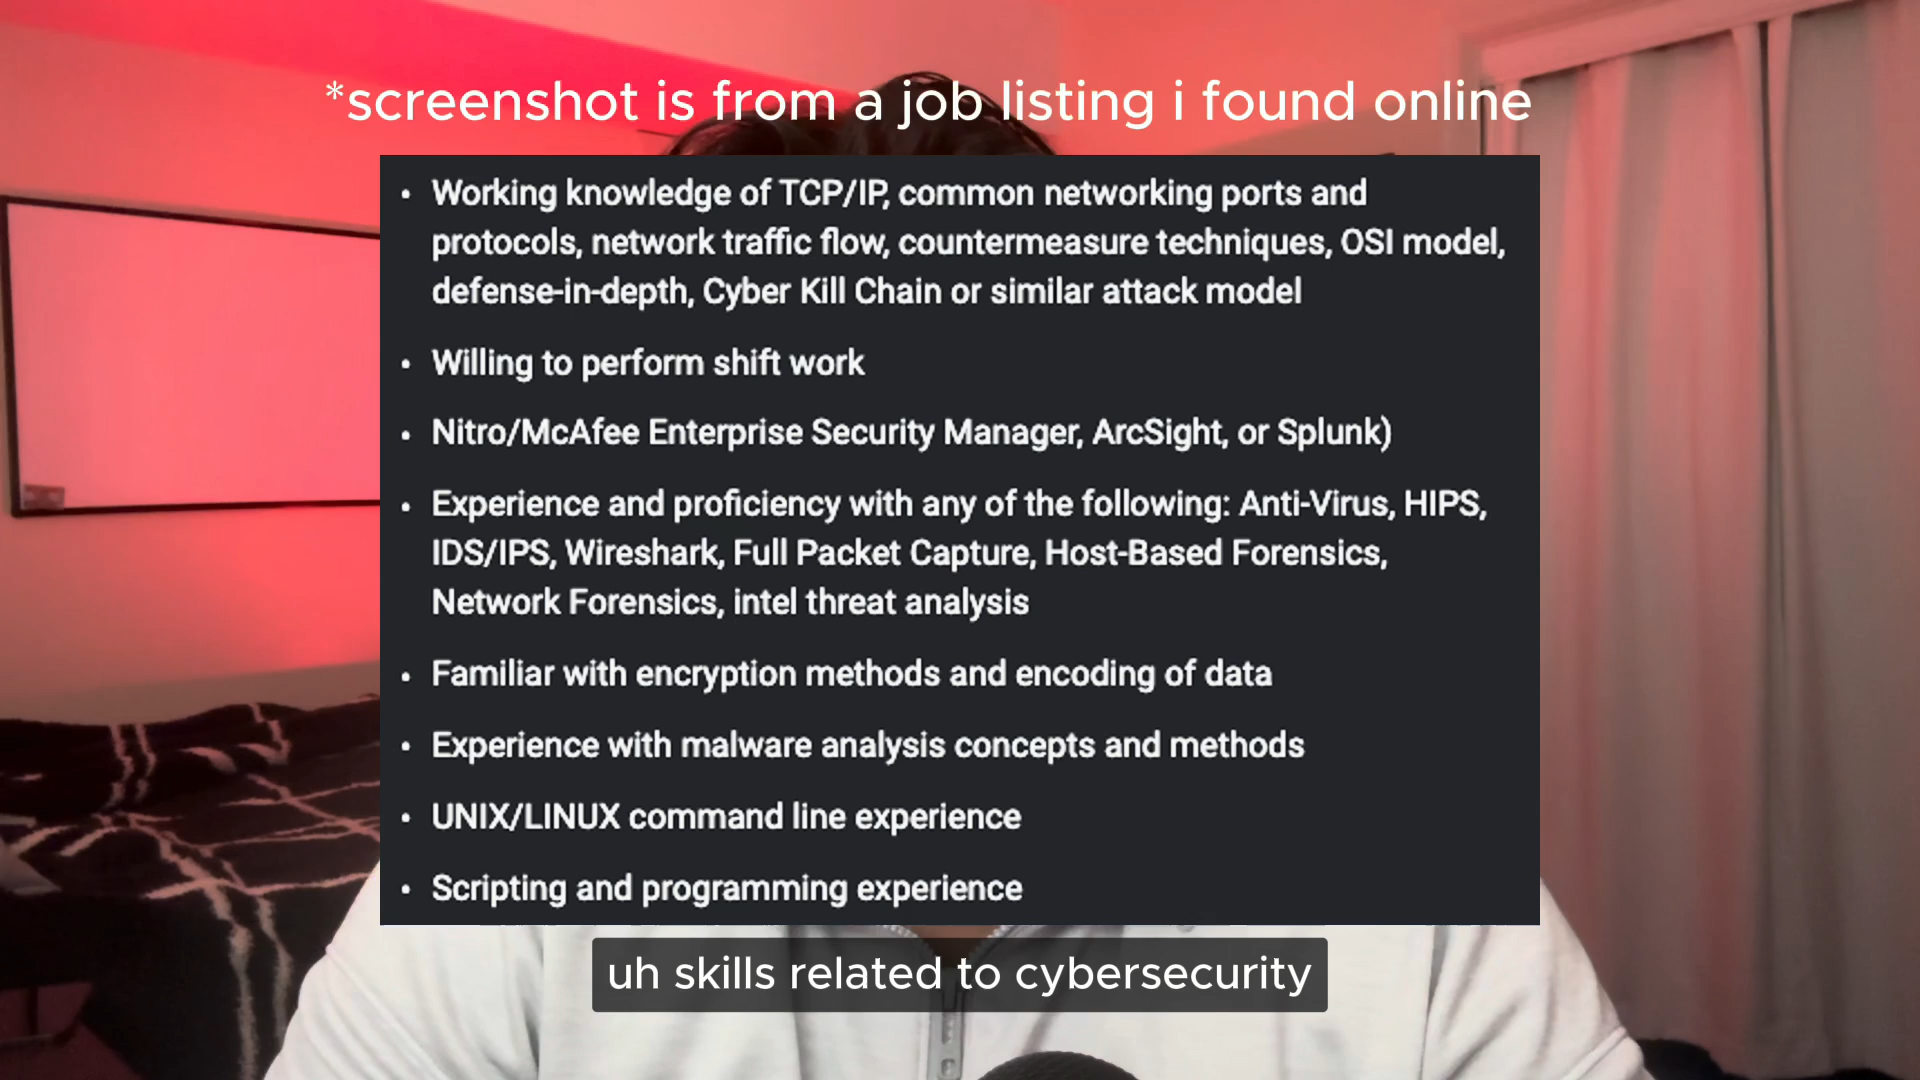 *screenshot is from a job listing i found online
• Working knowledge of TCP/IP, common networking ports and
protocols, network traffic flow, countermeasure techniques, OSI model,
defense-in-depth, Cyber Kill Chain or similar attack model
• Willing to perform shift work
• Nitro/McAfee Enterprise Security Manager, ArcSight, or Splunk)
• Experience and proficiency with any of the following: Anti-Virus, HIPS,
IDS/IPS, Wireshark, Full Packet Capture, Host-Based Forensics,
Network Forensics, intel threat analysis
• Familiar with encryption methods and encoding of data
• Experience with malware analysis concepts and methods
• UNIX/LINUX command line experience
• Scripting and programming experience
uh skills related to cybersecurity